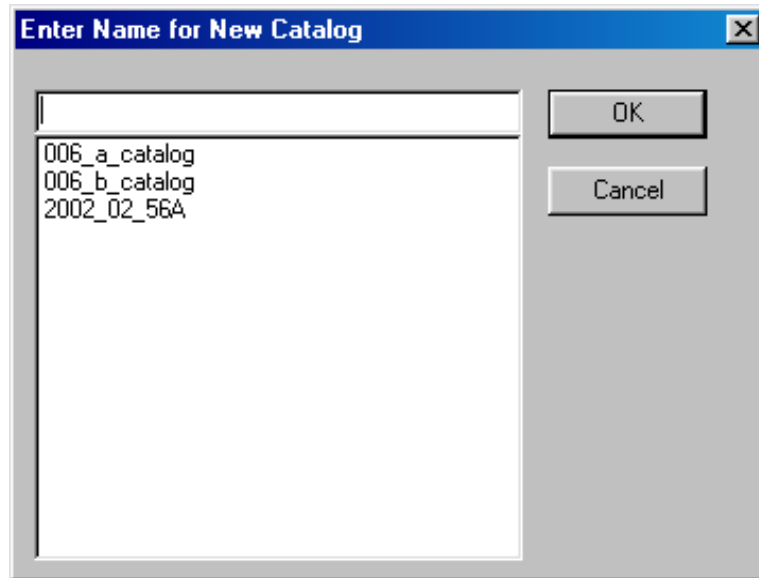 Enter Name for New Catalog
OK
006_a_catalog
006_b_catalog
2002_02_56A
Cancel